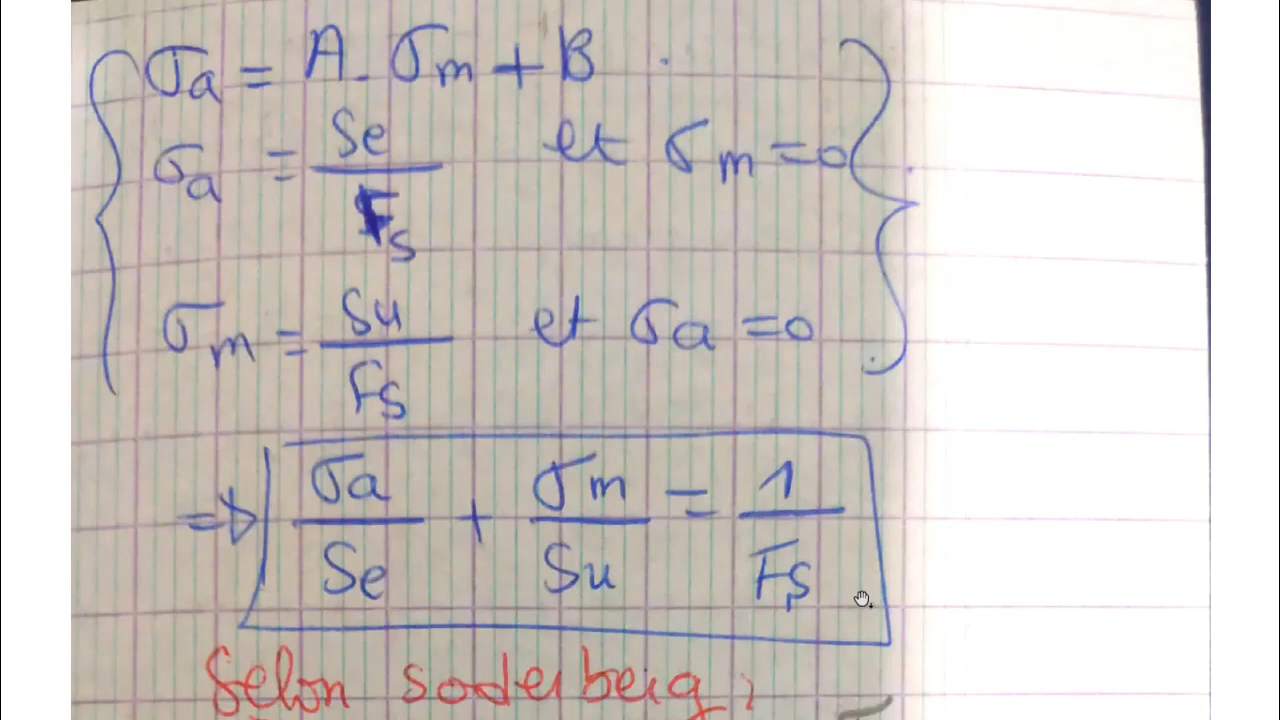 σa = A . σm + B
σa = Se/Fs et σm = 0
σm = Su/Fs et σa = 0
=> σa/Se + σm/Su = 1/Fs
Selon soderberg :